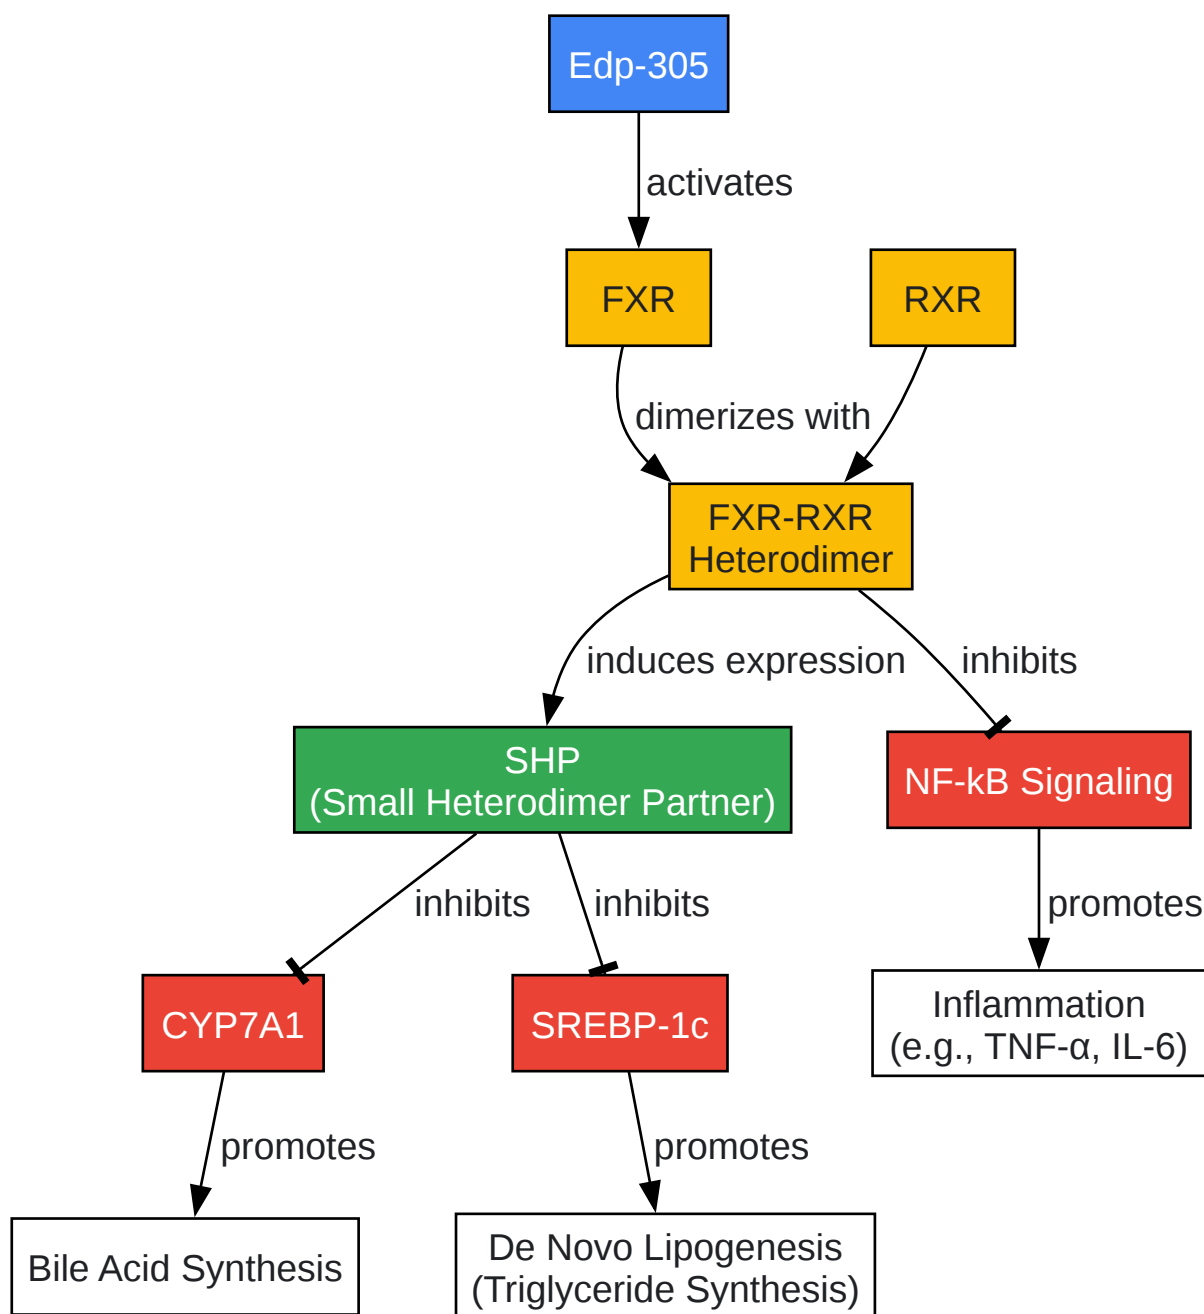 Edp-305
activates
FXR
RXR
dimerizes with
FXR-RXR
Heterodimer
induces expression
inhibits
SHP
(Small Heterodimer Partner)
NF-kB Signaling
inhibits
inhibits
promotes
CYP7A1
SREBP-1c
Inflammation
(e.g., TNF-α, IL-6)
promotes
promotes
Bile Acid Synthesis
De Novo Lipogenesis
(Triglyceride Synthesis)